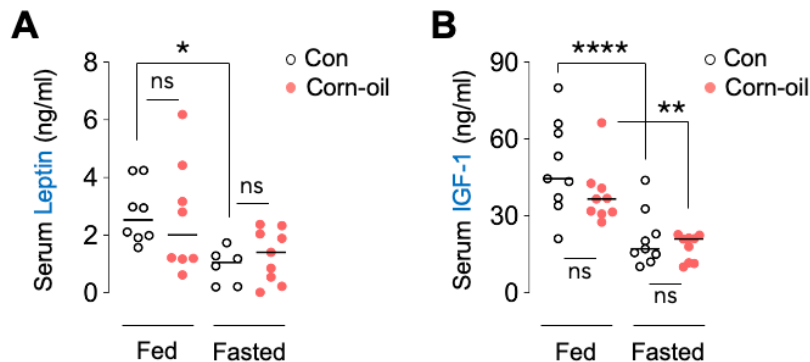 A
Serum Leptin (ng/ml)
8
6
4
2
0
*
ns
ns
Con
Corn-oil
Fed
Fasted
B
Serum IGF-1 (ng/ml)
90
60
30
0
****
**
ns
ns
Con
Corn-oil
Fed
Fasted